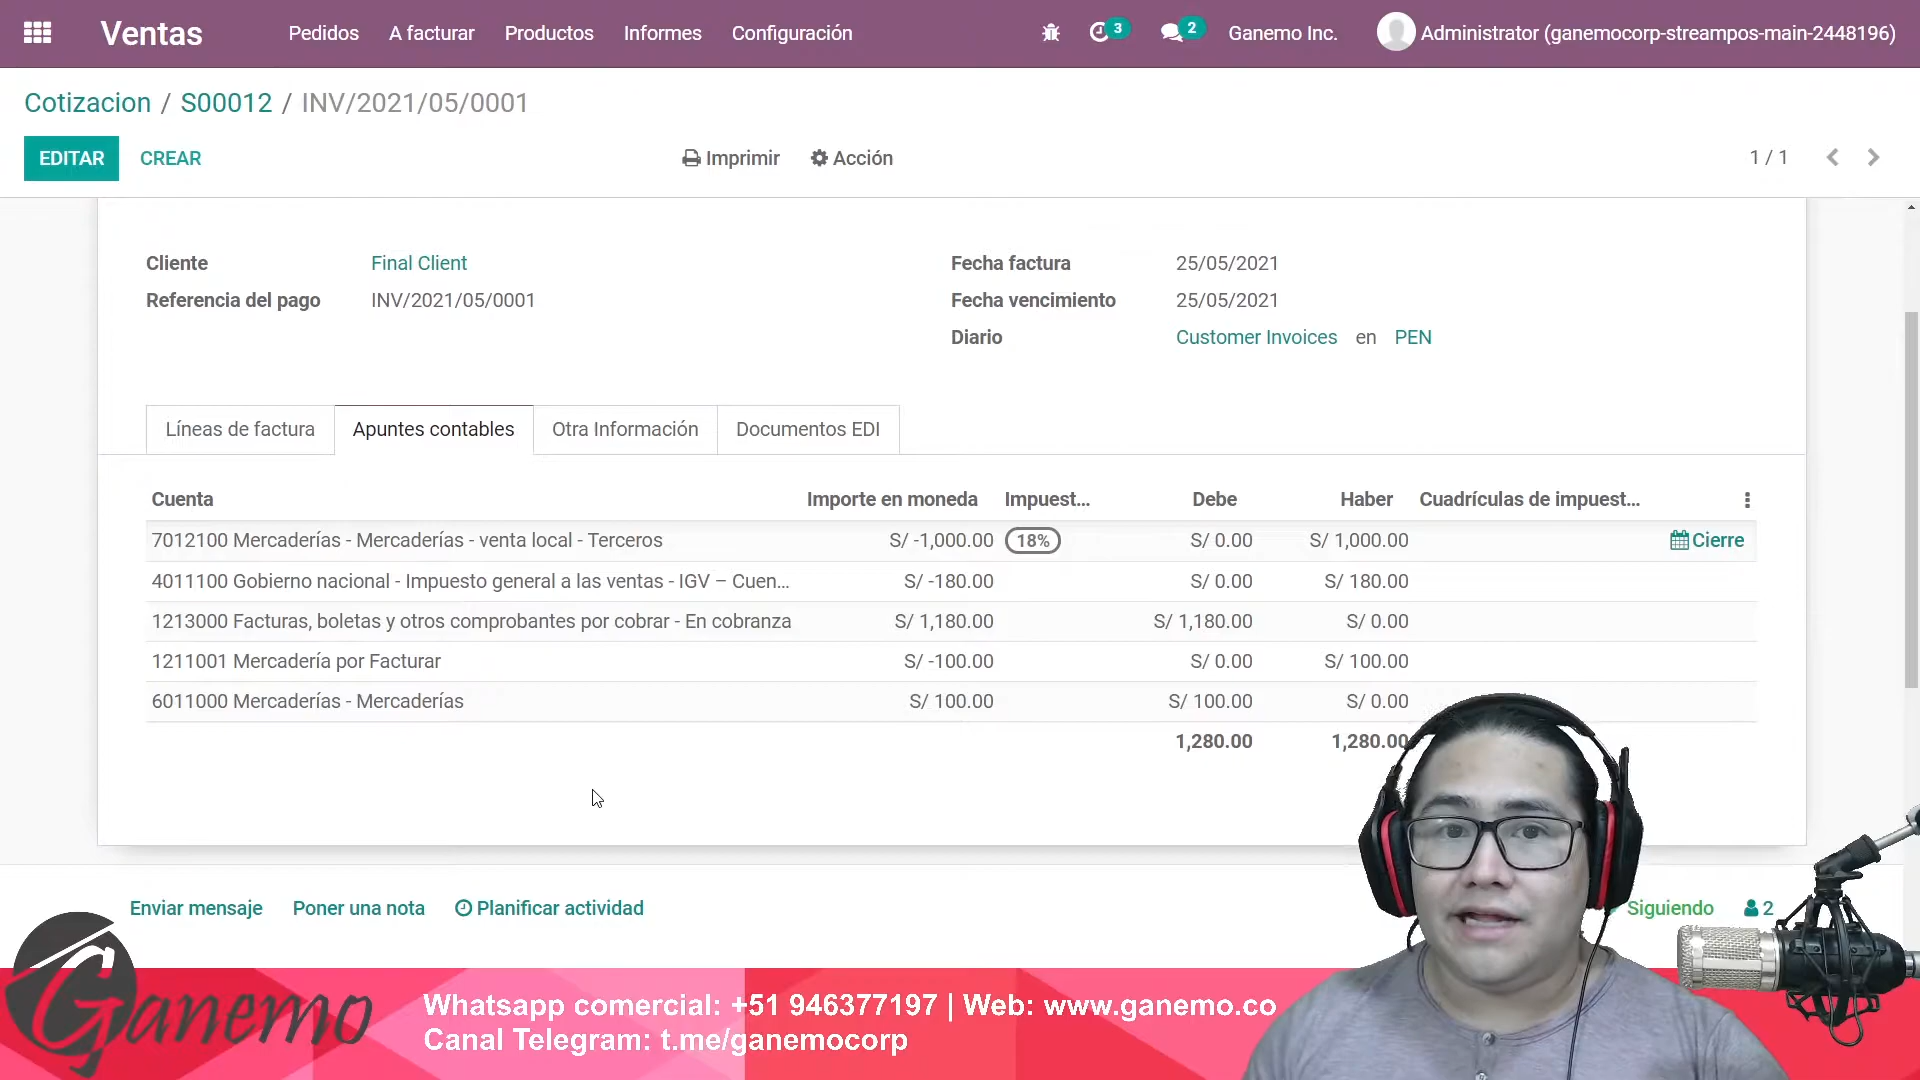 Ventas Pedidos A facturar Productos Informes Configuración 3 2 Ganemo Inc. Administrator (ganemocorp-streampos-main-2448196)
Cotizacion / S00012 / INV/2021/05/0001
EDITAR CREAR Imprimir Acción 1 / 1
Cliente Final Client Fecha factura 25/05/2021
Referencia del pago INV/2021/05/0001 Fecha vencimiento 25/05/2021
Diario Customer Invoices en PEN
Líneas de factura Apuntes contables Otra Información Documentos EDI
Cuenta Importe en moneda Impuest... Debe Haber Cuadrículas de impuest...
7012100 Mercaderías - Mercaderías - venta local - Terceros S/ -1,000.00 18% S/ 0.00 S/ 1,000.00 Cierre
4011100 Gobierno nacional - Impuesto general a las ventas - IGV – Cuen... S/ -180.00 S/ 0.00 S/ 180.00
1213000 Facturas, boletas y otros comprobantes por cobrar - En cobranza S/ 1,180.00 S/ 1,180.00 S/ 0.00
1211001 Mercadería por Facturar S/ -100.00 S/ 0.00 S/ 100.00
6011000 Mercaderías - Mercaderías S/ 100.00 S/ 100.00 S/ 0.00
1,280.00 1,280.00
Enviar mensaje Poner una nota Planificar actividad Siguiendo 2
Ganemo
Whatsapp comercial: +51 946377197 | Web: www.ganemo.co
Canal Telegram: t.me/ganemocorp